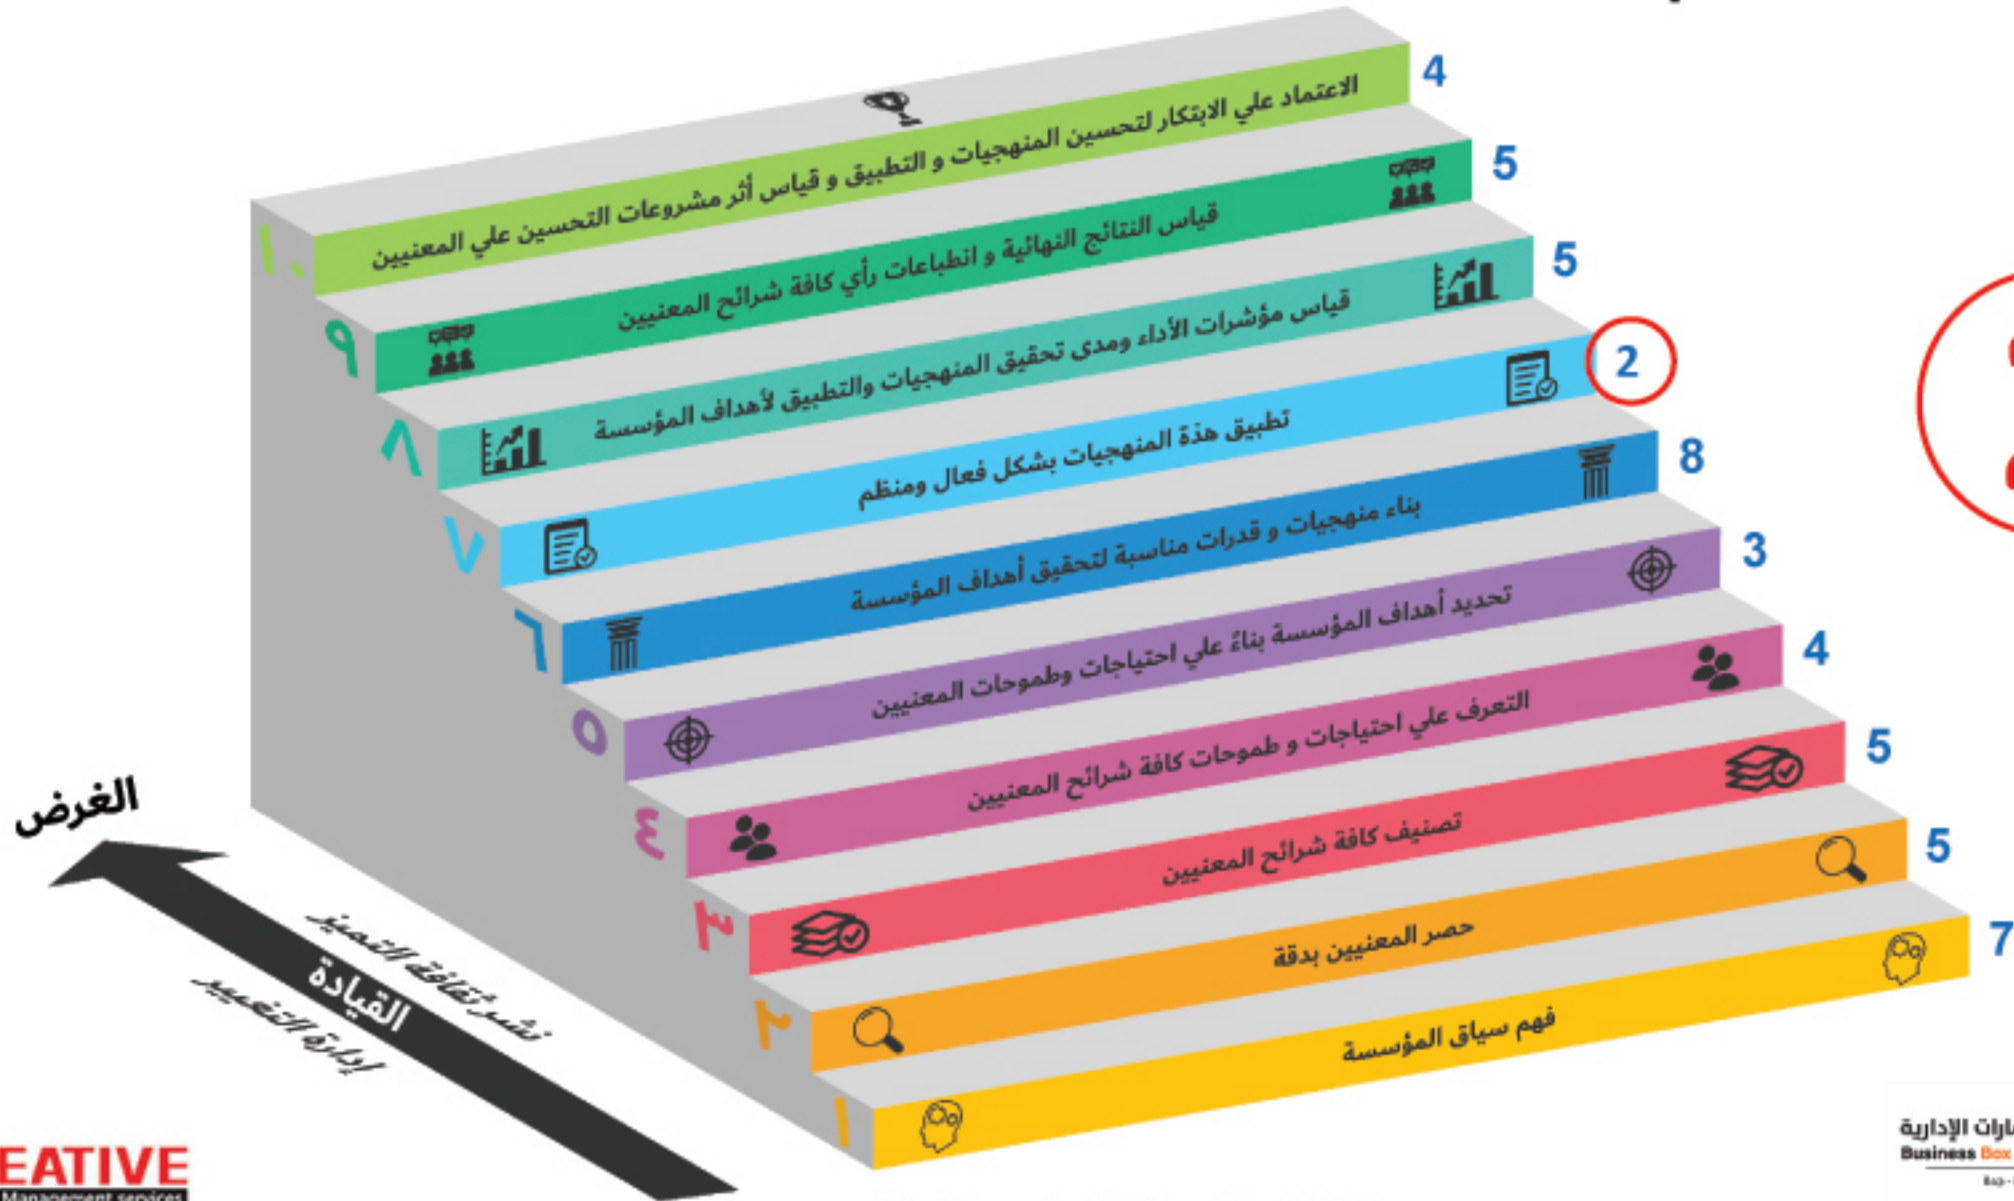 4
الاعتماد علي الابتكار لتحسين المنهجيات و التطبيق و قياس أثر مشروعات التحسين علي المعنيين
١٠
5
قياس النتائج النهائية و انطباعات رأي كافة شرائح المعنيين
٩
5
قياس مؤشرات الأداء ومدى تحقيق المنهجيات والتطبيق لأهداف المؤسسة
٨
2
تطبيق هذة المنهجيات بشكل فعال ومنظم
٧
8
بناء منهجيات و قدرات مناسبة لتحقيق أهداف المؤسسة
٦
3
تحديد أهداف المؤسسة بناءً علي احتياجات وطموحات المعنيين
٥
4
التعرف علي احتياجات و طموحات كافة شرائح المعنيين
٤
5
تصنيف كافة شرائح المعنيين
٣
5
حصر المعنيين بدقة
٢
7
فهم سياق المؤسسة
١
الغرض
نشر ثقافة التميز
القيادة
إدارة التغيير
EATIVE
Management services
الإدارية
Business Box